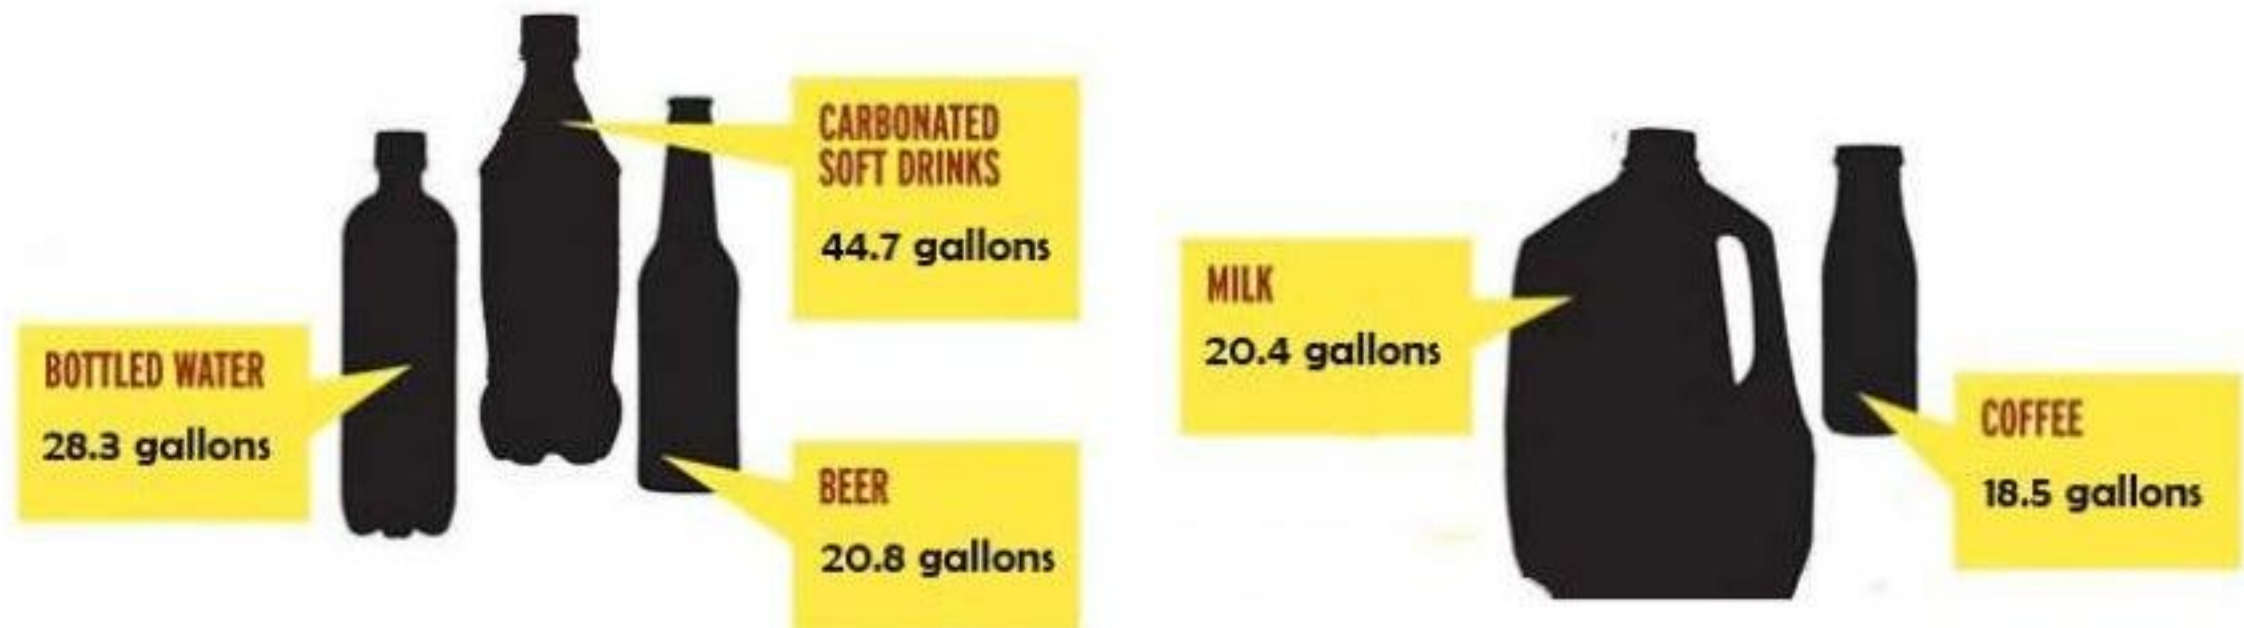 BOTTLED WATER
28.3 gallons
CARBONATED
SOFT DRINKS
44.7 gallons
BEER
20.8 gallons
MILK
20.4 gallons
COFFEE
18.5 gallons